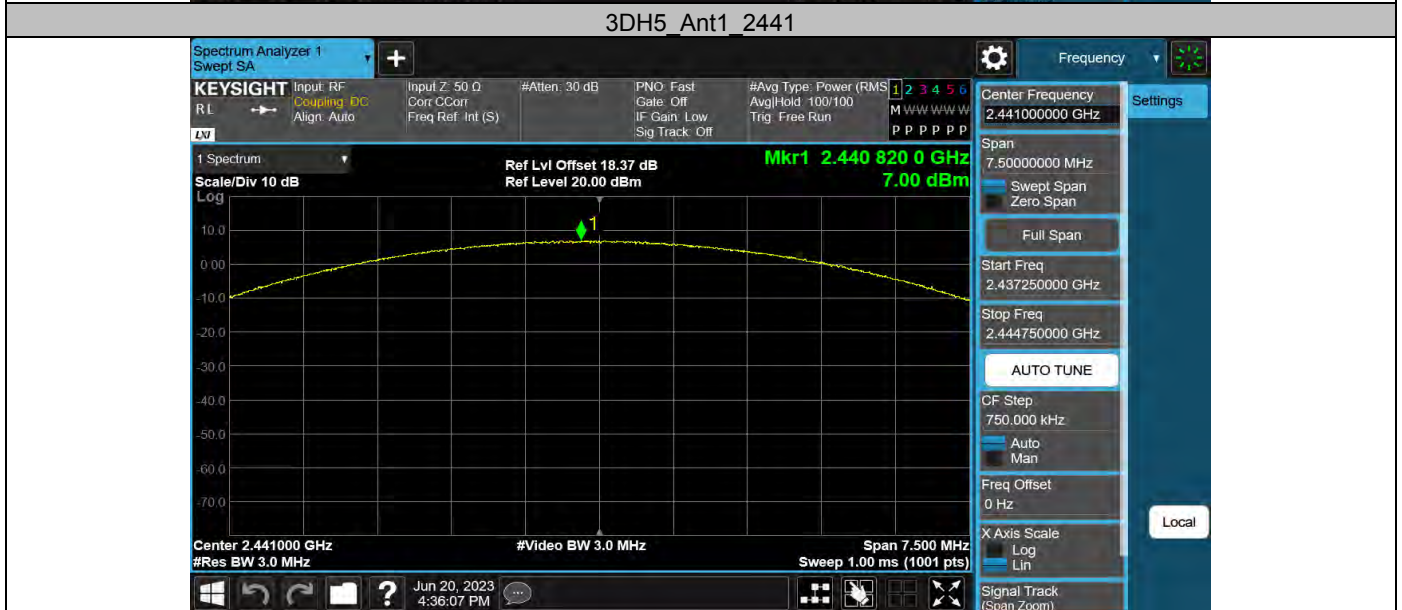 3DH5_Ant1_2441
Spectrum Analyzer 1
Swept SA
+
Frequency
KEYSIGHT
RL
LXI
Input: RF
Coupling: DC
Align: Auto
Input Z: 50 Ω
Corr CCorr
Freq Ref: Int (S)
#Atten: 30 dB
PNO: Fast
Gate: Off
IF Gain: Low
Sig Track: Off
#Avg Type: Power (RMS
Avg|Hold: 100/100
Trig: Free Run
1 2 3 4 5 6
M W W W W W
P P P P P P
1 Spectrum
Scale/Div 10 dB
Log
Ref Lvl Offset 18.37 dB
Ref Level 20.00 dBm
Mkr1 2.440 820 0 GHz
7.00 dBm
1
10.0
0.00
-10.0
-20.0
-30.0
-40.0
-50.0
-60.0
-70.0
Center 2.441000 GHz
#Res BW 3.0 MHz
#Video BW 3.0 MHz
Span 7.500 MHz
Sweep 1.00 ms (1001 pts)
?
Jun 20, 2023
4:36:07 PM
Center Frequency
2.441000000 GHz
Settings
Span
7.50000000 MHz
Swept Span
Zero Span
Full Span
Start Freq
2.437250000 GHz
Stop Freq
2.444750000 GHz
AUTO TUNE
CF Step
750.000 kHz
Auto
Man
Freq Offset
0 Hz
X Axis Scale
Log
Lin
Local
Signal Track
(Span Zoom)